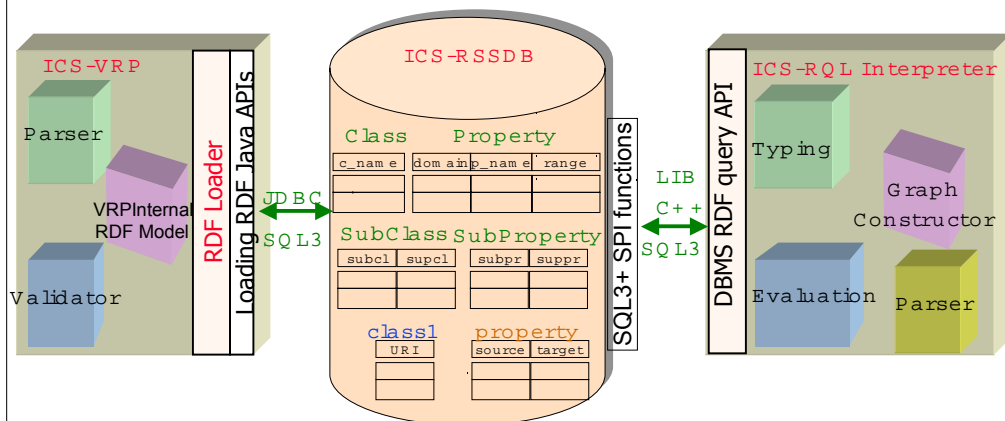 ICS-VRP
Parser
VRPInternal
RDF Model
Validator
RDF Loader
Loading RDF Java APIs
JDBC
SQL3
ICS-RSSDB
Class Property
c_name domain p_name range
SubClass SubProperty
subcl supcl subpr suppr
class1 property
URI source target
SQL3+ SPI functions
LIB
C++
SQL3
DBMS RDF query API
ICS-RQL Interpreter
Typing
Graph
Constructor
Evaluation
Parser